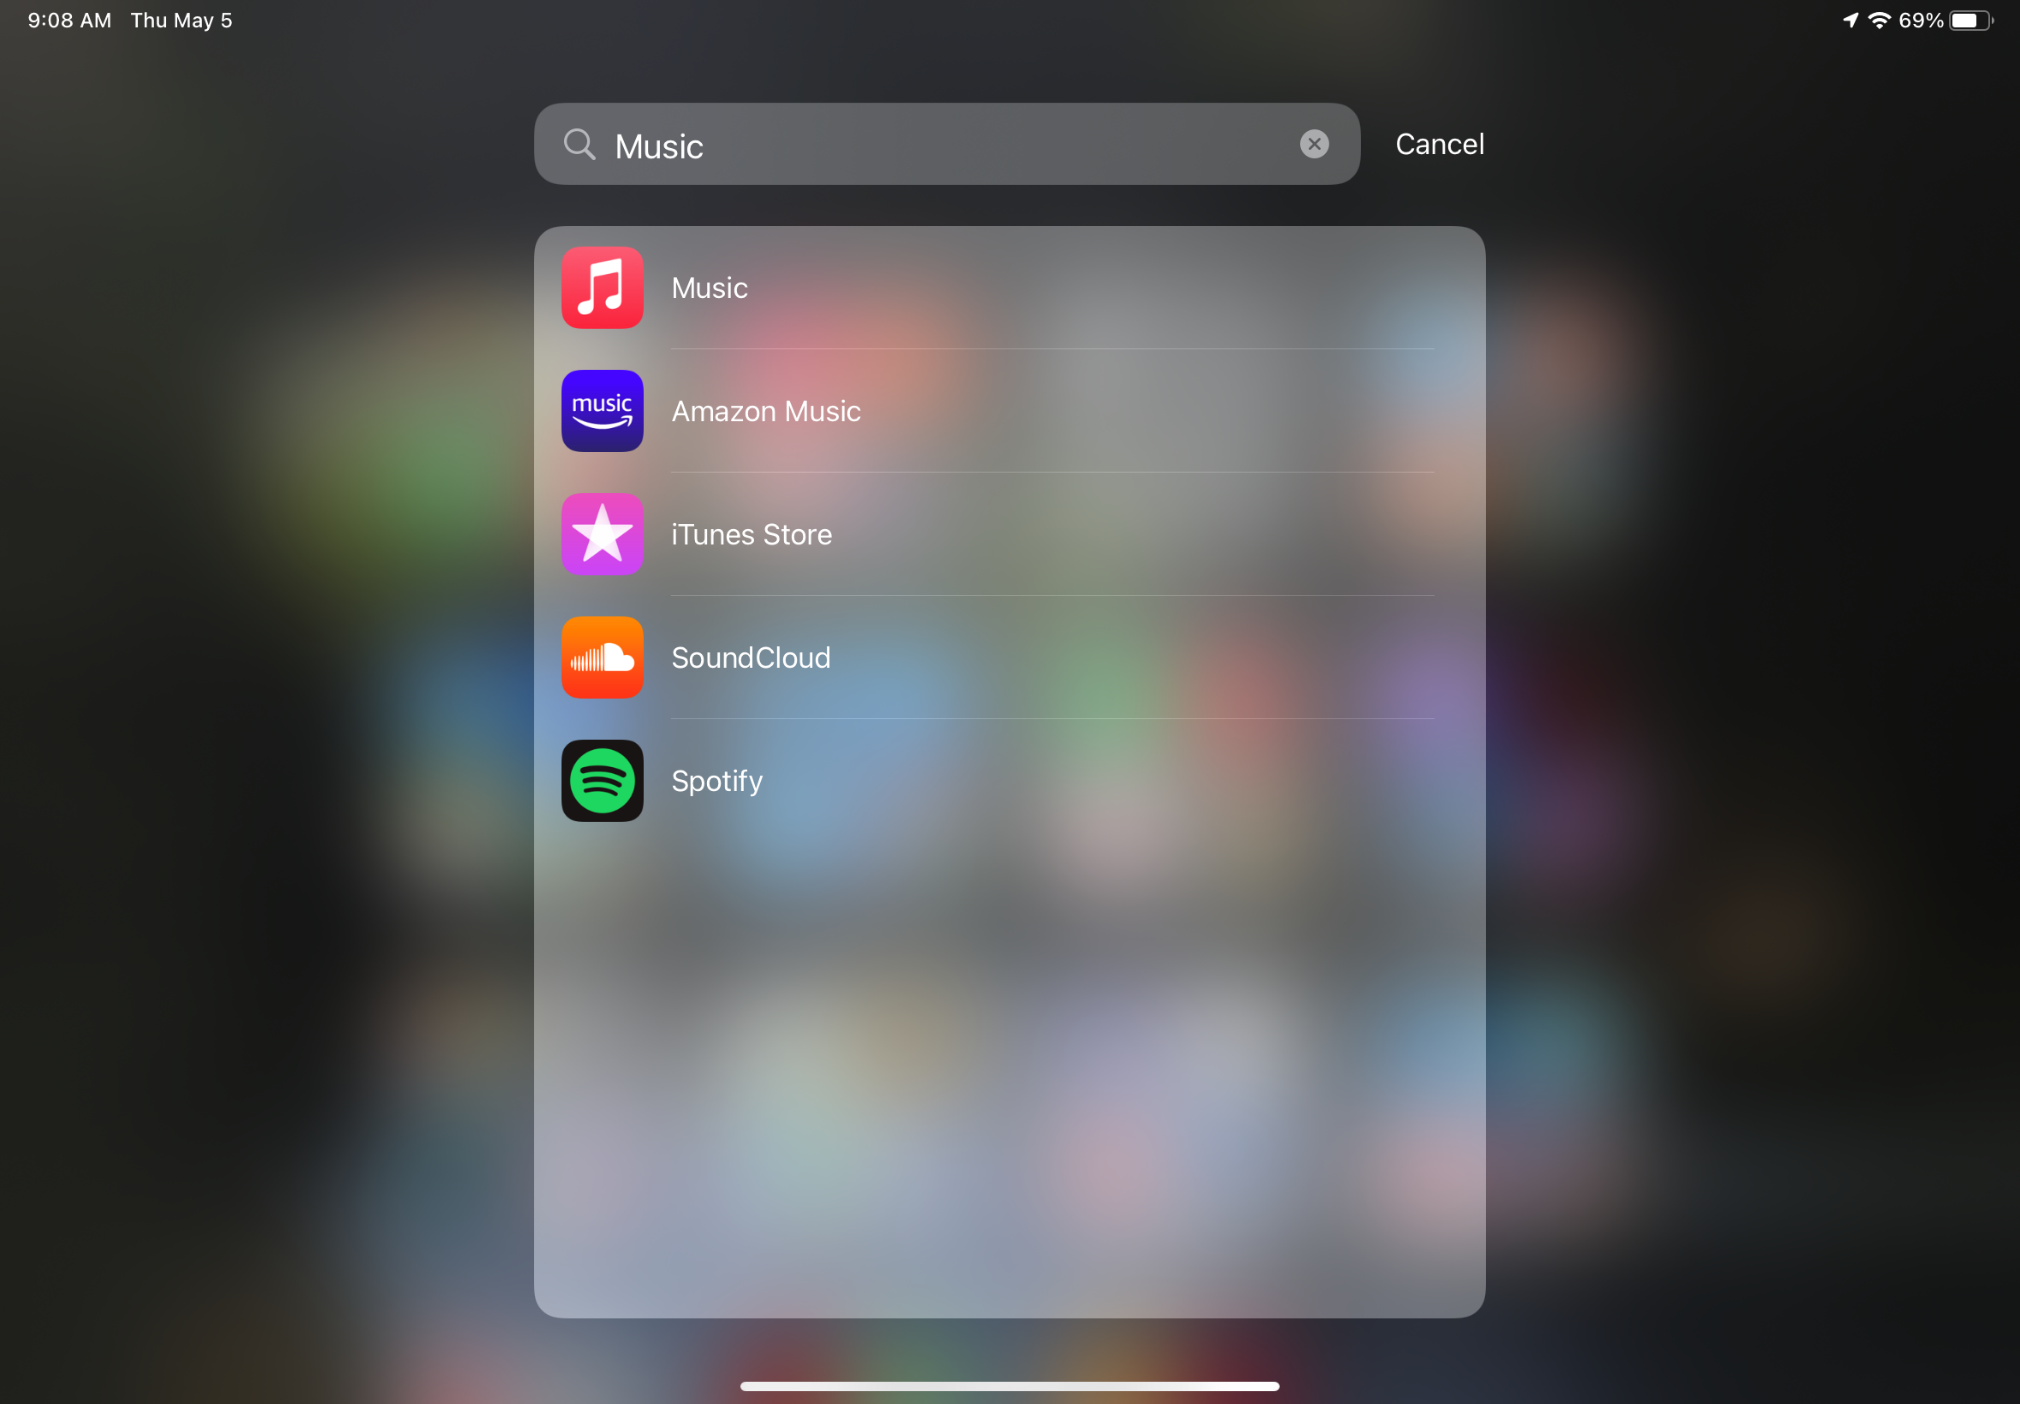 9:08 AM Thu May 5
69%
Music
Cancel
Music
music
Amazon Music
iTunes Store
SoundCloud
Spotify